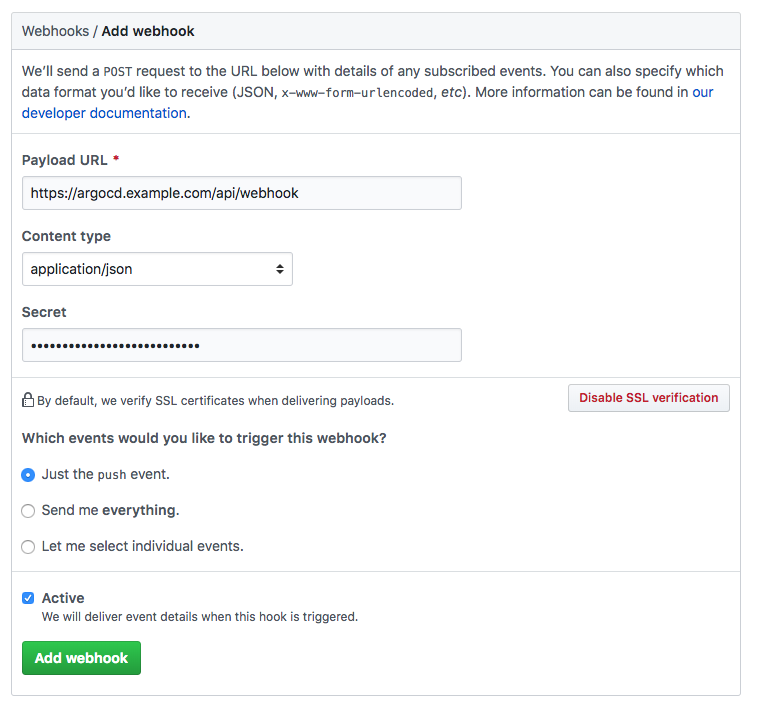 Webhooks / Add webhook
We’ll send a POST request to the URL below with details of any subscribed events. You can also specify which
data format you’d like to receive (JSON, x-www-form-urlencoded, etc). More information can be found in our
developer documentation.
Payload URL *
https://argocd.example.com/api/webhook
Content type
application/json
Secret
•••••••••••••••••••••••••••
By default, we verify SSL certificates when delivering payloads.
Disable SSL verification
Which events would you like to trigger this webhook?
Just the push event.
Send me everything.
Let me select individual events.
Active
We will deliver event details when this hook is triggered.
Add webhook